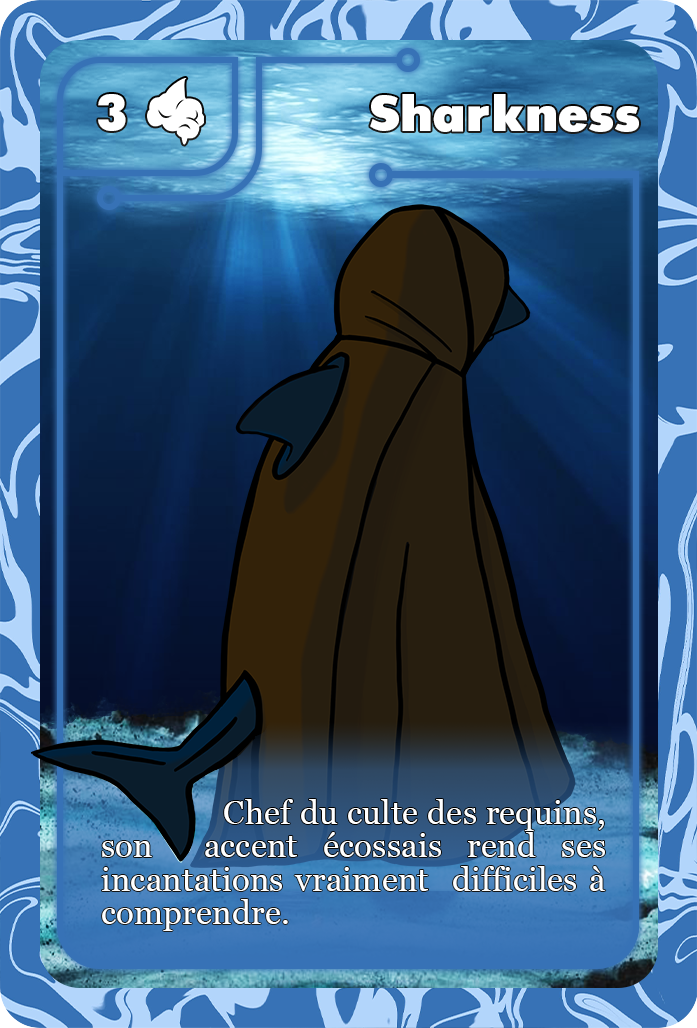 3
Sharkness
Chef du culte des requins,
son accent écossais rend ses
incantations vraiment difficiles à
comprendre.